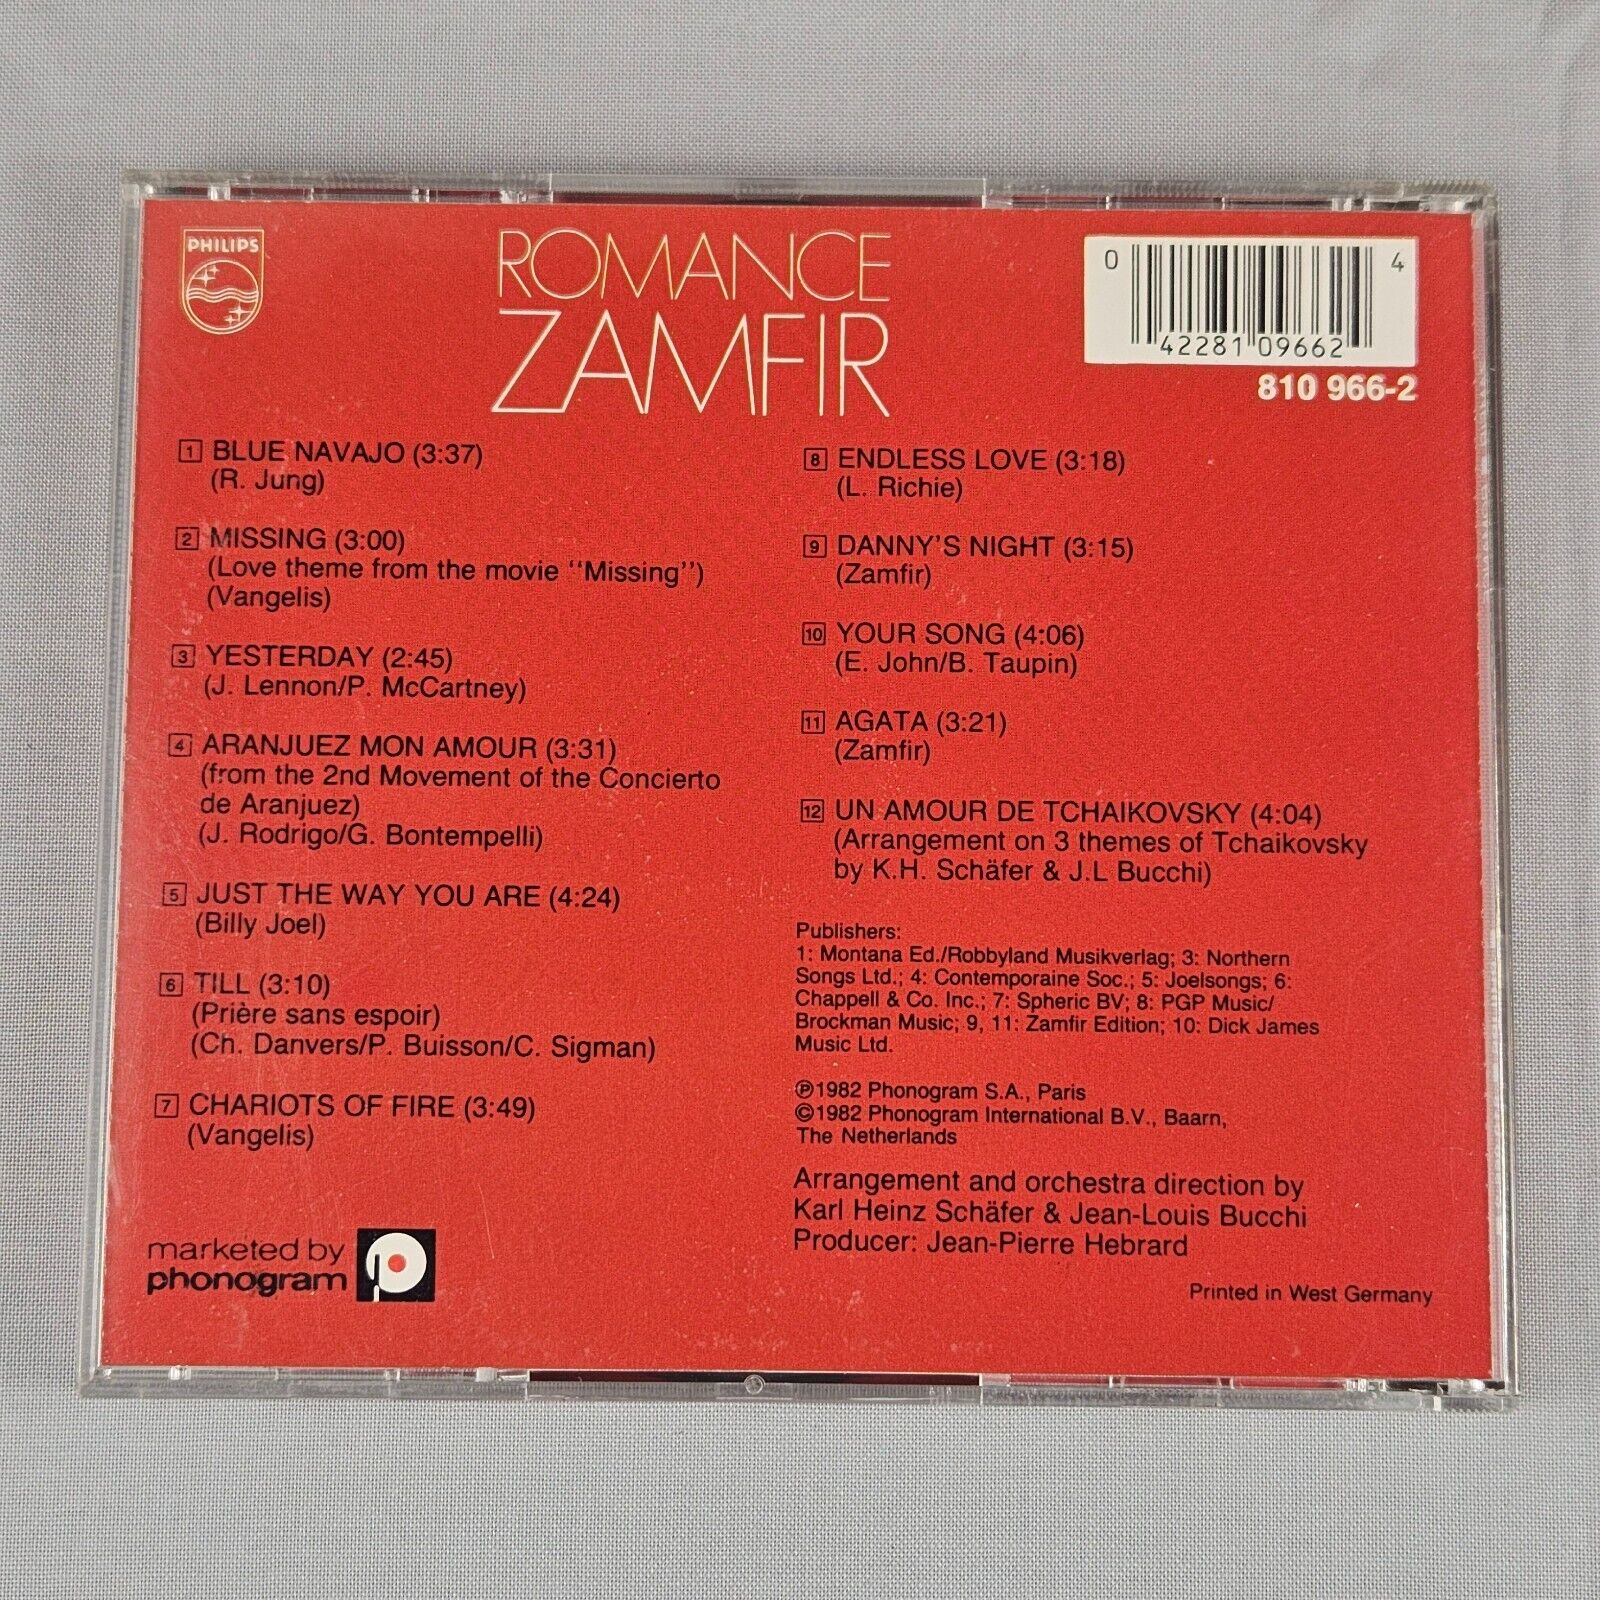 PHILIPS
ROMANCE
ZAMFIR
0 42281 09662 4
810 966-2
1 BLUE NAVAJO (3:37)
(R. Jung)
2 MISSING (3:00)
(Love theme from the movie "Missing")
(Vangelis)
3 YESTERDAY (2:45)
(J. Lennon/P. McCartney)
4 ARANJUEZ MON AMOUR (3:31)
(from the 2nd Movement of the Concierto
de Aranjuez)
(J. Rodrigo/G. Bontempelli)
5 JUST THE WAY YOU ARE (4:24)
(Billy Joel)
6 TILL (3:10)
(Prière sans espoir)
(Ch. Danvers/P. Buisson/C. Sigman)
7 CHARIOTS OF FIRE (3:49)
(Vangelis)
marketed by
phonogram
8 ENDLESS LOVE (3:18)
(L. Richie)
9 DANNY'S NIGHT (3:15)
(Zamfir)
10 YOUR SONG (4:06)
(E. John/B. Taupin)
11 AGATA (3:21)
(Zamfir)
12 UN AMOUR DE TCHAIKOVSKY (4:04)
(Arrangement on 3 themes of Tchaikovsky
by K.H. Schäfer & J.L Bucchi)
Publishers:
1: Montana Ed./Robbyland Musikverlag; 3: Northern
Songs Ltd.; 4: Contemporaine Soc.; 5: Joelsongs; 6:
Chappell & Co. Inc.; 7: Spheric BV; 8: PGP Music/
Brockman Music; 9, 11: Zamfir Edition; 10: Dick James
Music Ltd.
℗1982 Phonogram S.A., Paris
©1982 Phonogram International B.V., Baarn,
The Netherlands
Arrangement and orchestra direction by
Karl Heinz Schäfer & Jean-Louis Bucchi
Producer: Jean-Pierre Hebrard
Printed in West Germany